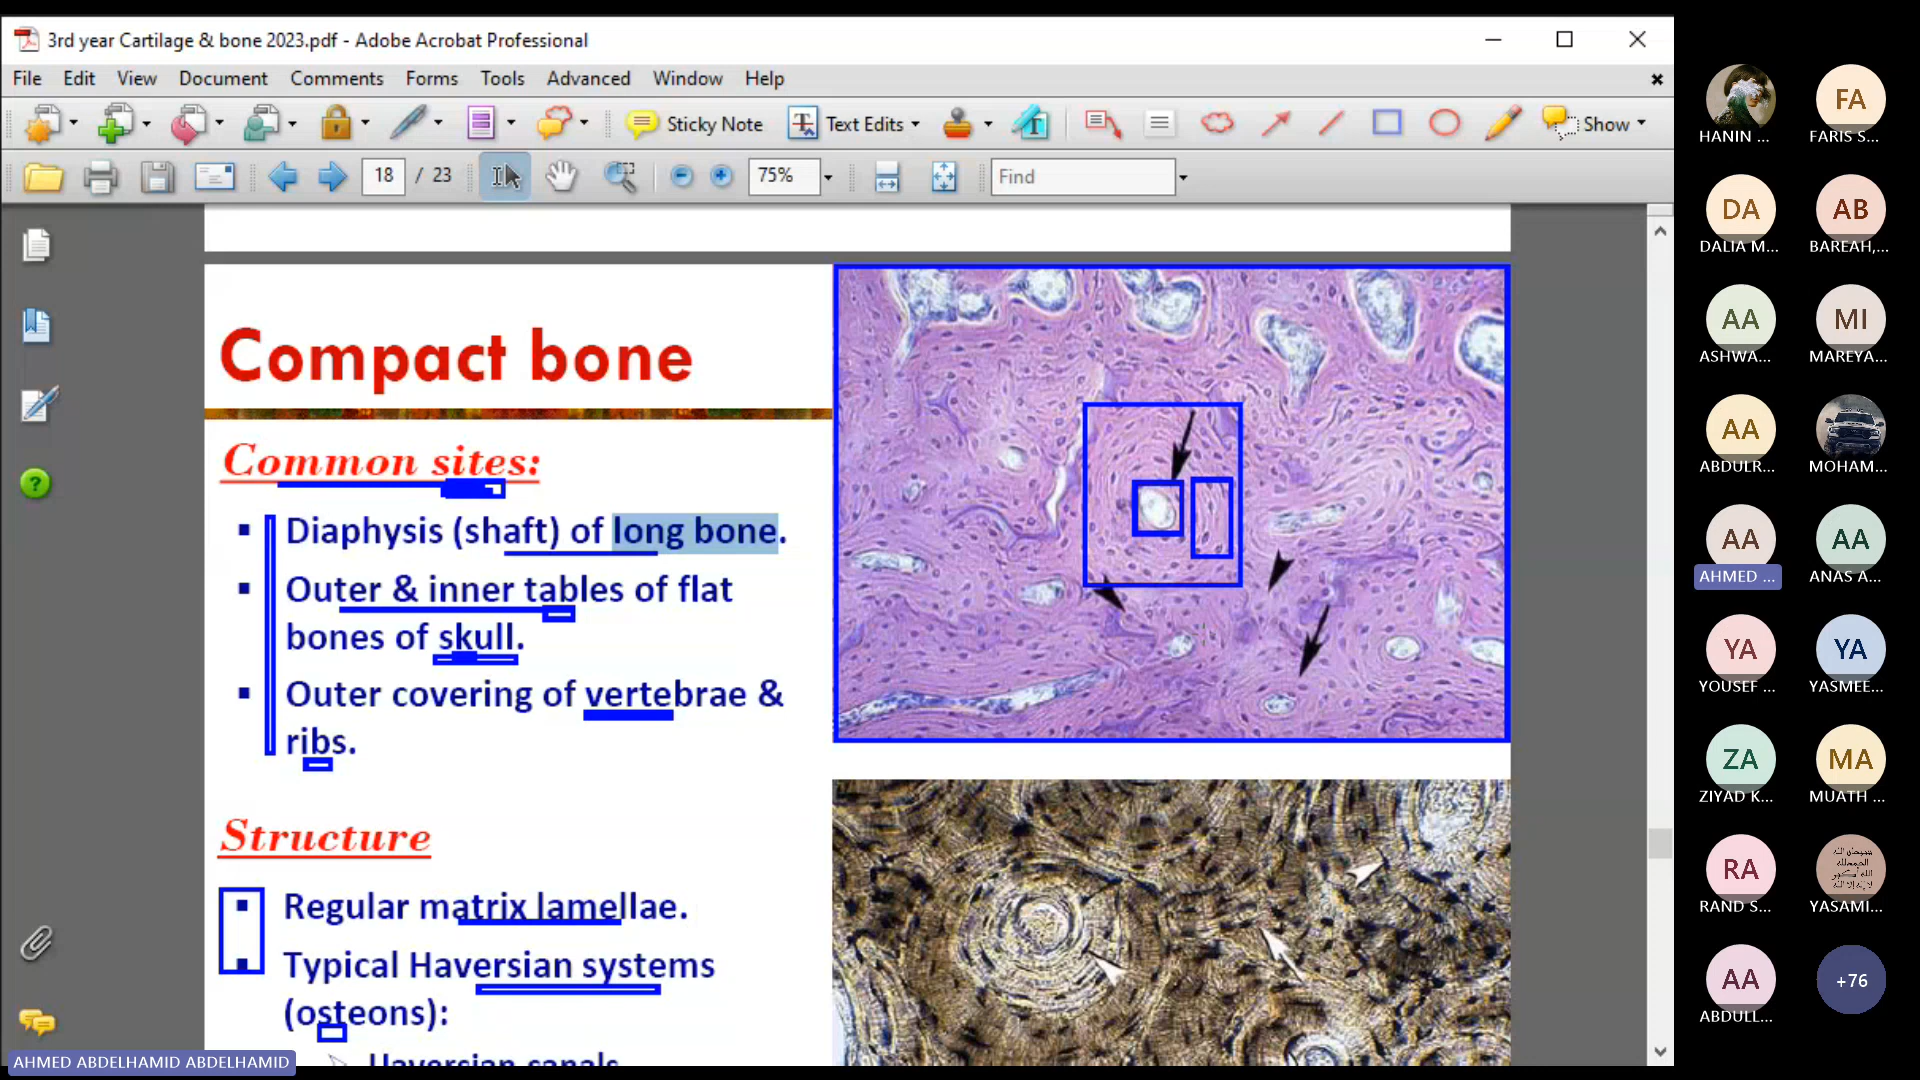 3rd year Cartilage & bone 2023.pdf - Adobe Acrobat Professional
File Edit View Document Comments Forms Tools Advanced Window Help
Sticky Note Text Edits Show
18 / 23 75% Find
Compact bone
Common sites:
▪ Diaphysis (shaft) of long bone.
▪ Outer & inner tables of flat
bones of skull.
▪ Outer covering of vertebrae &
ribs.
Structure
▪ Regular matrix lamellae.
▪ Typical Haversian systems
(osteons):
Haversian canals
AHMED ABDELHAMID ABDELHAMID
HANIN ...
FA
FARIS S...
DA
DALIA M...
AB
BAREAH,...
AA
ASHWA...
MI
MAREYA...
AA
ABDULR...
MOHAM...
AA
AHMED ...
AA
ANAS A...
YA
YOUSEF ...
YA
YASMEE...
ZA
ZIYAD K...
MA
MUATH ...
RA
RAND S...
YASAMI...
AA
ABDULL...
+76